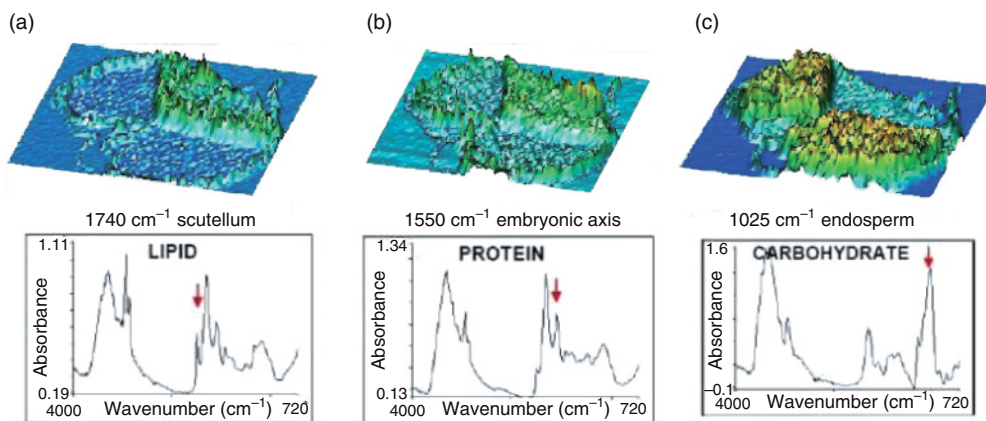 (a)
(b)
(c)
1740 cm⁻¹ scutellum
1550 cm⁻¹ embryonic axis
1025 cm⁻¹ endosperm
1.11
LIPID
Absorbance
0.19
4000
Wavenumber (cm⁻¹)
720
1.34
PROTEIN
Absorbance
0.13
4000
Wavenumber (cm⁻¹)
720
1.6
CARBOHYDRATE
Absorbance
–0.1
4000
Wavenumber (cm⁻¹)
720